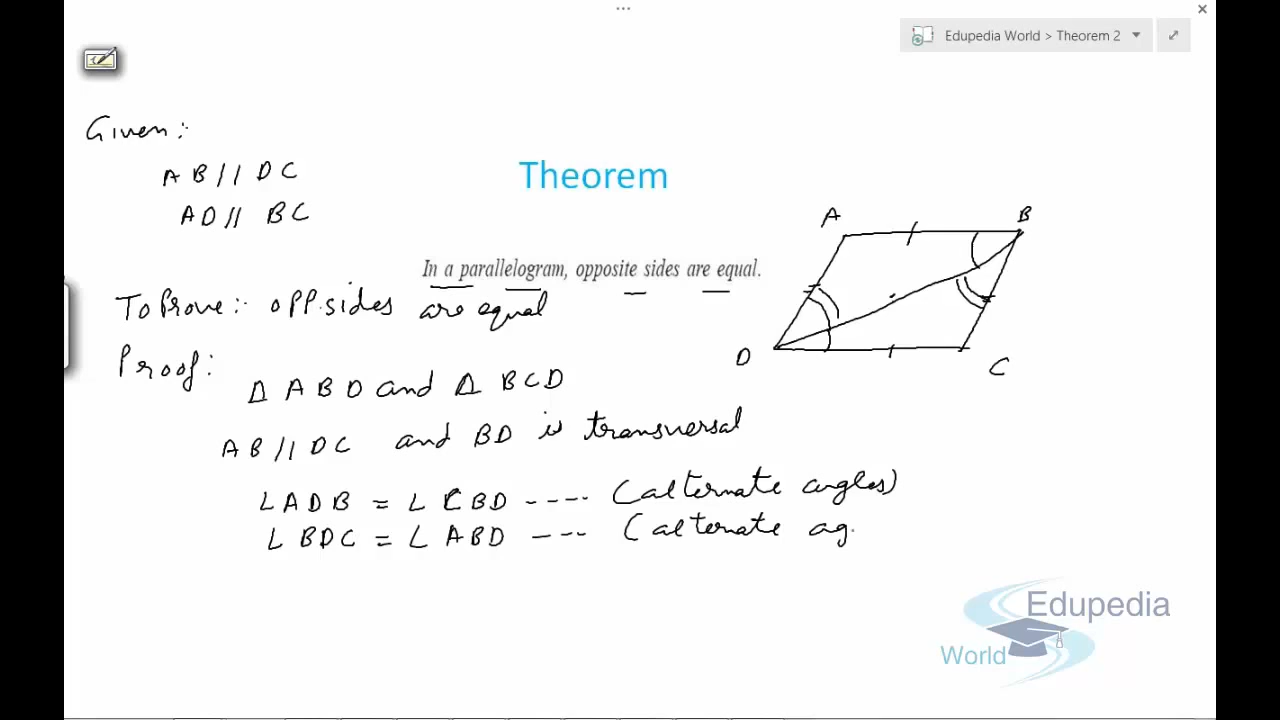 ...
Edupedia World > Theorem 2
Given :-
AB // DC
AD // BC
Theorem
In a parallelogram, opposite sides are equal.
To Prove :- opp. sides are equal
Proof :
Δ ABD and Δ BCD
AB // DC and BD is transversal
∠ADB = ∠CBD ---- (alternate angles)
∠BDC = ∠ABD ---- (alternate ag
A
B
D
C
Edupedia
World